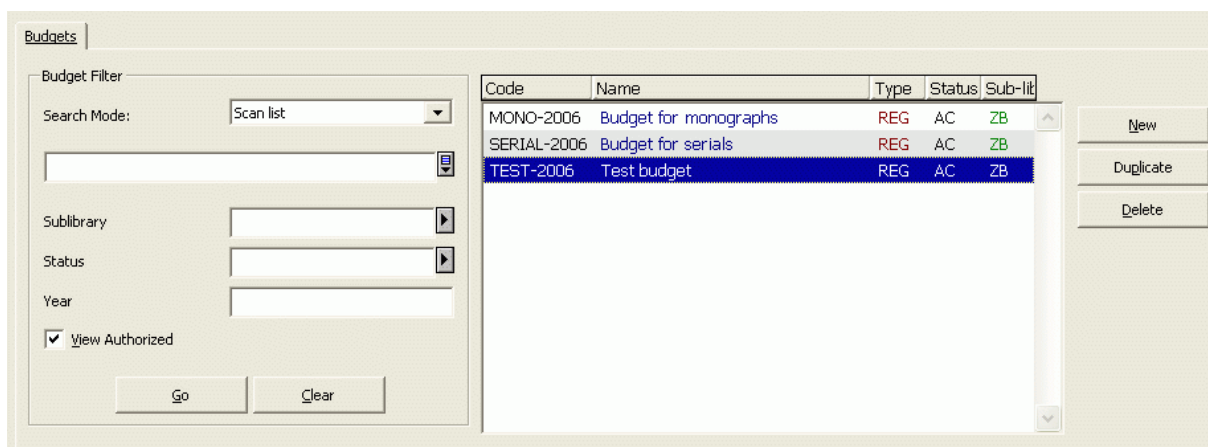 Budgets
Budget Filter
Search Mode: Scan list
Sublibrary
Status
Year
View Authorized
Go Clear
Code Name Type Status Sub-lit
MONO-2006 Budget for monographs REG AC ZB
SERIAL-2006 Budget for serials REG AC ZB
TEST-2006 Test budget REG AC ZB
New
Duplicate
Delete